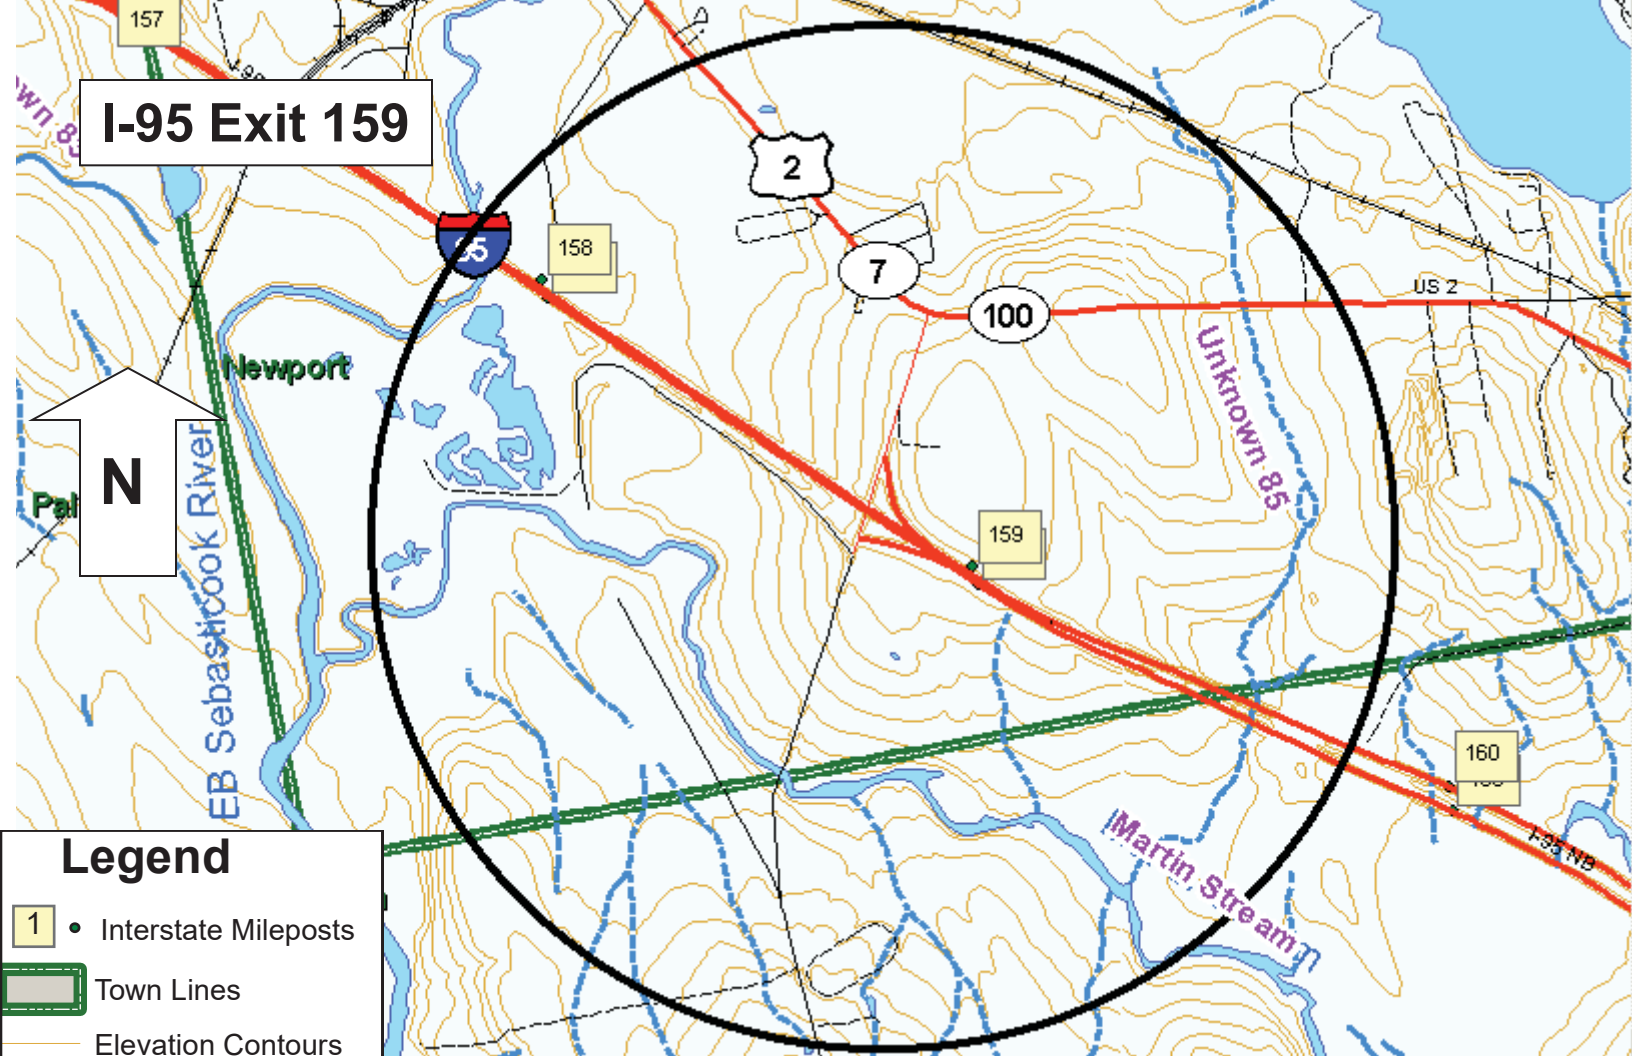 157
I-95 Exit 159
2
95
158
7
US 2
100
Unknown 85
Newport
N
EB Sebasticook River
159
160
I-95 NB
Martin Stream
Legend
1 Interstate Mileposts
Town Lines
Elevation Contours